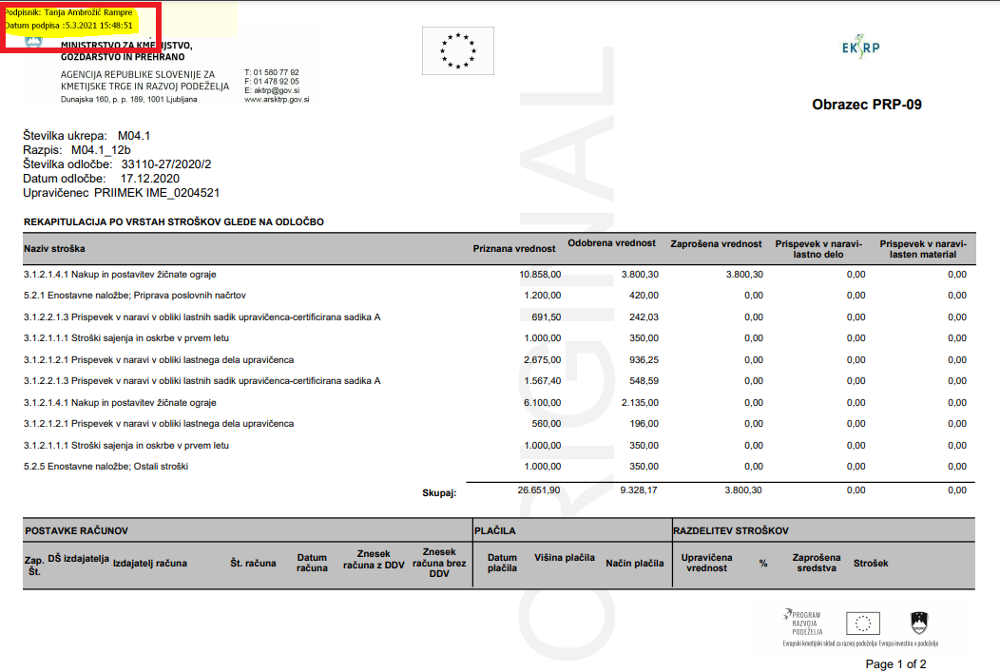 Podpisnik: Tanja Ambrožič Rampre
Datum podpisa :5.3.2021 15:48:51
MINISTRSTVO ZA KMETIJSTVO,
GOZDARSTVO IN PREHRANO
AGENCIJA REPUBLIKE SLOVENIJE ZA
KMETIJSKE TRGE IN RAZVOJ PODEŽELJA
Dunajska 160, p. p. 189, 1001 Ljubljana
T: 01 580 77 92
F: 01 478 92 05
E: aktrp@gov.si
www.arsktrp.gov.si
EKSRP
Obrazec PRP-09
Številka ukrepa: M04.1
Razpis: M04.1_12b
Številka odločbe: 33110-27/2020/2
Datum odločbe: 17.12.2020
Upravičenec PRIIMEK IME_0204521
REKAPITULACIJA PO VRSTAH STROŠKOV GLEDE NA ODLOČBO
Naziv stroška Priznana vrednost Odobrena vrednost Zaprošena vrednost Prispevek v naravi-lastno delo Prispevek v naravi-lasten material
3.1.2.1.4.1 Nakup in postavitev žičnate ograje 10.858,00 3.800,30 3.800,30 0,00 0,00
5.2.1 Enostavne naložbe; Priprava poslovnih načrtov 1.200,00 420,00 0,00 0,00 0,00
3.1.2.2.1.3 Prispevek v naravi v obliki lastnih sadik upravičenca-certificirana sadika A 691,50 242,03 0,00 0,00 0,00
3.1.2.1.1.1 Stroški sajenja in oskrbe v prvem letu 1.000,00 350,00 0,00 0,00 0,00
3.1.2.1.2.1 Prispevek v naravi v obliki lastnega dela upravičenca 2.675,00 936,25 0,00 0,00 0,00
3.1.2.2.1.3 Prispevek v naravi v obliki lastnih sadik upravičenca-certificirana sadika A 1.567,40 548,59 0,00 0,00 0,00
3.1.2.1.4.1 Nakup in postavitev žičnate ograje 6.100,00 2.135,00 0,00 0,00 0,00
3.1.2.1.2.1 Prispevek v naravi v obliki lastnega dela upravičenca 560,00 196,00 0,00 0,00 0,00
3.1.2.1.1.1 Stroški sajenja in oskrbe v prvem letu 1.000,00 350,00 0,00 0,00 0,00
5.2.5 Enostavne naložbe; Ostali stroški 1.000,00 350,00 0,00 0,00 0,00
Skupaj: 26.651,90 9.328,17 3.800,30 0,00 0,00
POSTAVKE RAČUNOV PLAČILA RAZDELITEV STROŠKOV
Zap. Št. DŠ izdajatelja Izdajatelj računa Št. računa Datum računa Znesek računa z DDV Znesek računa brez DDV Datum plačila Višina plačila Način plačila Upravičena vrednost % Zaprošena sredstva Strošek
ORIGINAL
PROGRAM
RAZVOJA
PODEŽELJA
Evropski kmetijski sklad za razvoj podeželja: Evropa investira v podeželje
Page 1 of 2